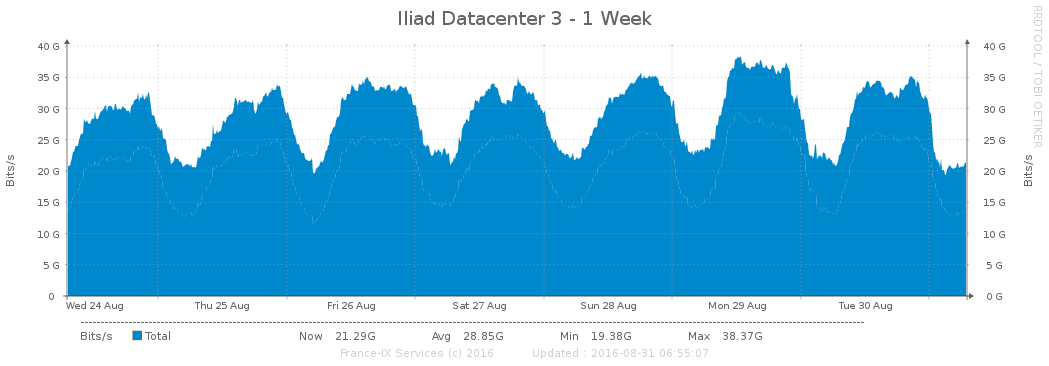 Iliad Datacenter 3 - 1 Week
RRDTOOL / TOBI OETIKER
Bits/s
Bits/s
40 G 40 G
35 G 35 G
30 G 30 G
25 G 25 G
20 G 20 G
15 G 15 G
10 G 10 G
5 G 5 G
0 0 G
Wed 24 Aug Thu 25 Aug Fri 26 Aug Sat 27 Aug Sun 28 Aug Mon 29 Aug Tue 30 Aug
Bits/s Total Now 21.29G Avg 28.85G Min 19.38G Max 38.37G
France-IX Services (c) 2016 Updated : 2016-08-31 06:55:07